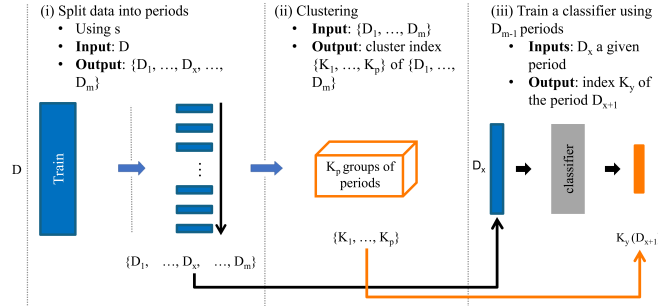 (i) Split data into periods
• Using s
• Input: D
• Output: {D1, …, Dx, …,
Dm}
(ii) Clustering
• Input: {D1, …, Dm}
• Output: cluster index
{K1, …, Kp} of {D1, …,
Dm}
(iii) Train a classifier using
Dm-1 periods
• Inputs: Dx a given
period
• Output: index Ky of
the period Dx+1
D
Train
⋮
{D1, …, Dx, …, Dm}
Kp groups of
periods
{K1, …, Kp}
Dx
classifier
Ky (Dx+1